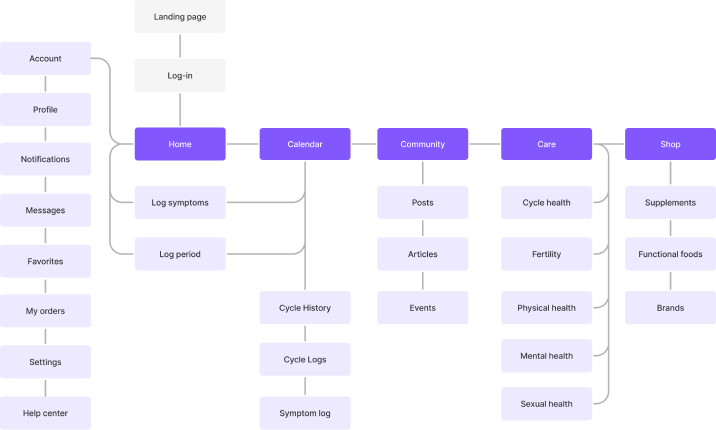 Landing page
Log-in
Account
Profile
Notifications
Messages
Favorites
My orders
Settings
Help center
Home
Log symptoms
Log period
Calendar
Cycle History
Cycle Logs
Symptom log
Community
Posts
Articles
Events
Care
Cycle health
Fertility
Physical health
Mental health
Sexual health
Shop
Supplements
Functional foods
Brands